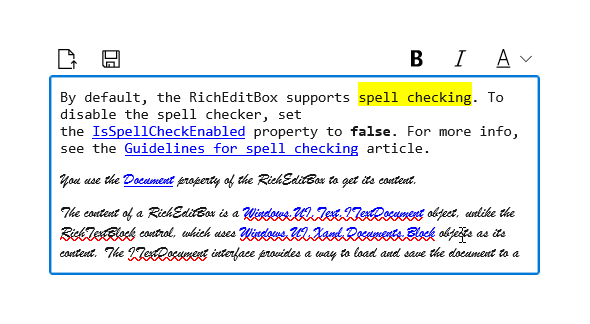 B I A
By default, the RichEditBox supports spell checking. To
disable the spell checker, set
the IsSpellCheckEnabled property to false. For more info,
see the Guidelines for spell checking article.
You use the Document property of the RichEditBox to get its content.
The content of a RichEditBox is a Windows.UI.Text.ITextDocument object, unlike the
RichTextBlock control, which uses Windows.UI.Xaml.Documents.Block objects as its
content. The ITextDocument interface provides a way to load and save the document to a